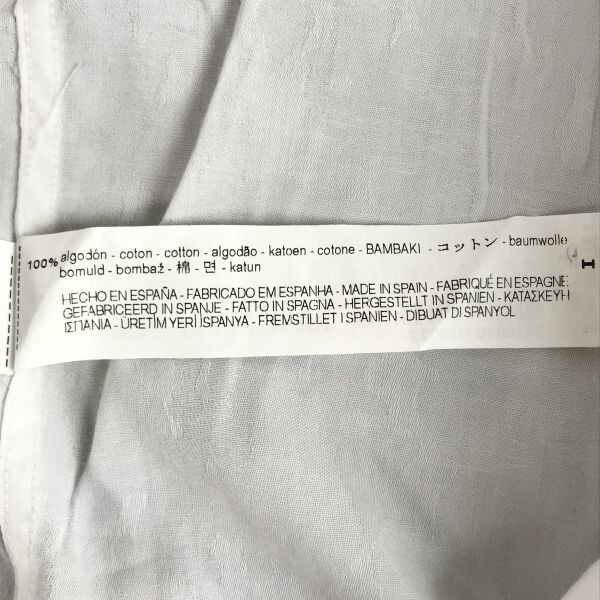 100% algodón - coton - cotton - algodão - katoen - cotone - BAMBAKI - コットン - baumwolle
bomuld - bombaž - 棉 - 면 - katun
HECHO EN ESPAÑA - FABRICADO EM ESPANHA - MADE IN SPAIN - FABRIQUÉ EN ESPAGNE
GEFABRICEERD IN SPANJE - FATTO IN SPAGNA - HERGESTELLT IN SPANIEN - ΚΑΤΑΣΚΕΥΗ
ΙΣΠΑΝΙΑ - ÜRETİM YERİ İSPANYA - FREMSTILLET I SPANIEN - DIBUAT DI SPANYOL